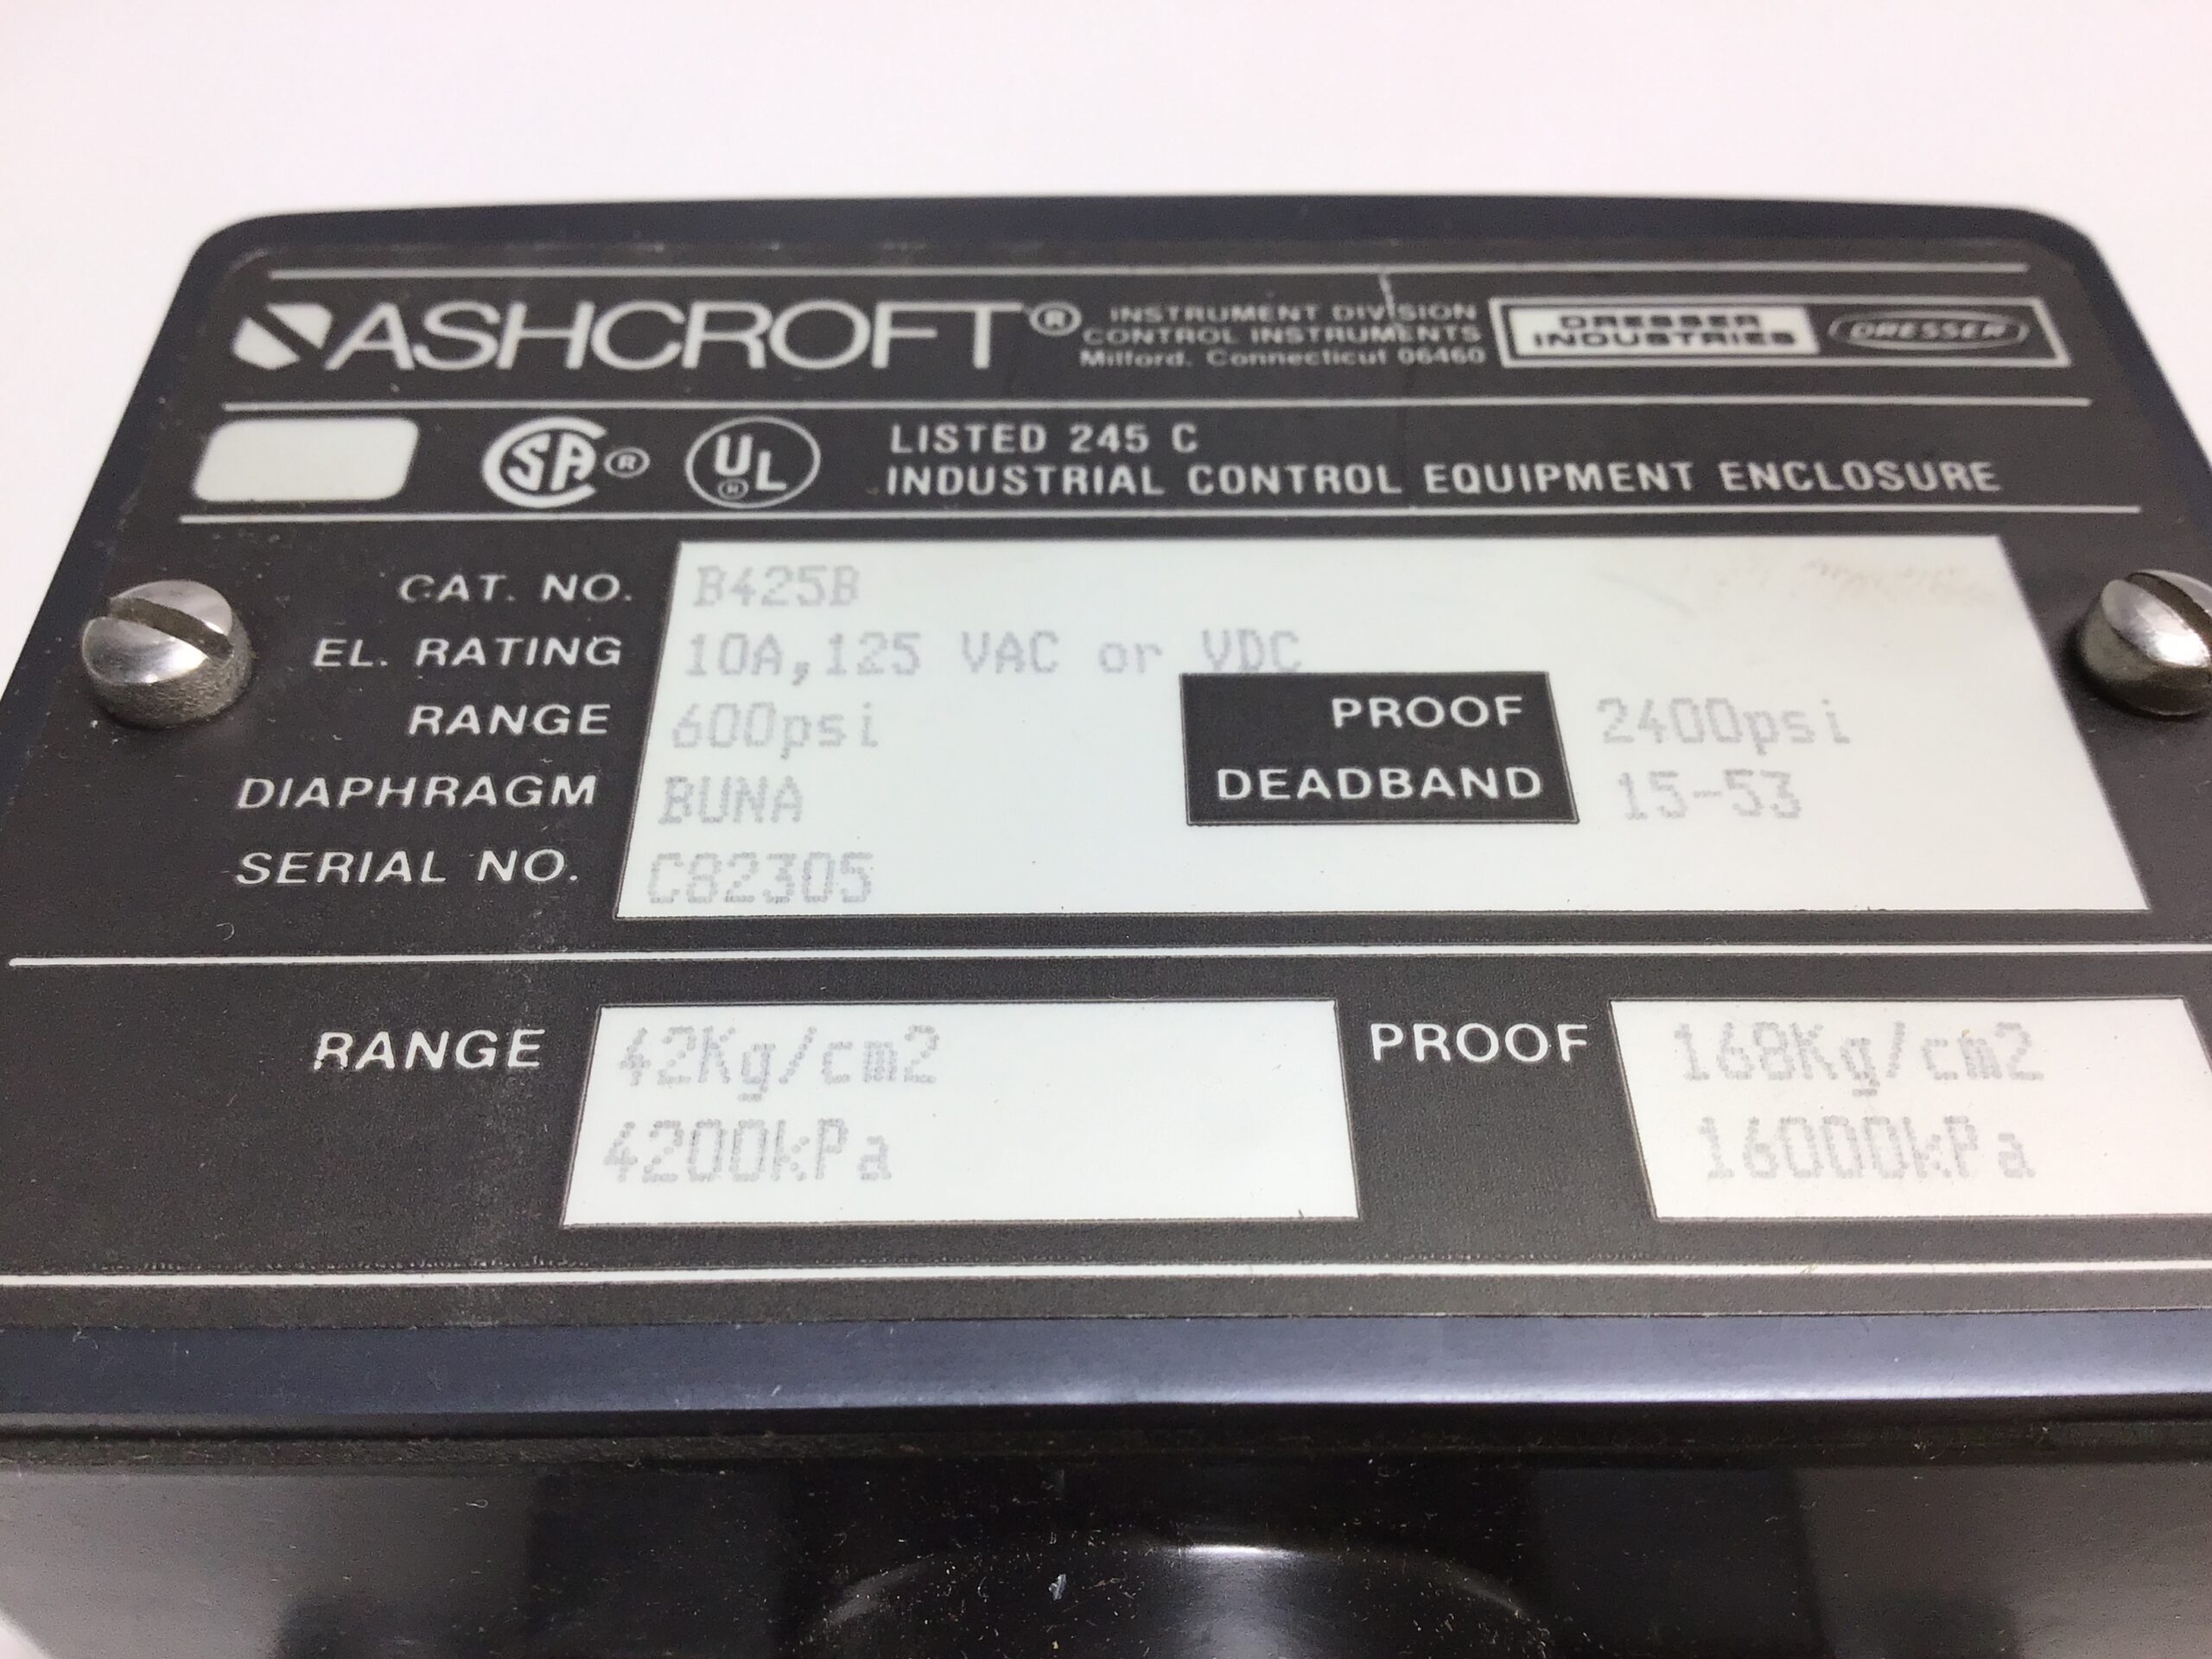 ASHCROFT®
INSTRUMENT DIVISION
CONTROL INSTRUMENTS
Milford, Connecticut 06460
DRESSER
INDUSTRIES
DRESSER
SA ®
UL ®
LISTED 245 C
INDUSTRIAL CONTROL EQUIPMENT ENCLOSURE
CAT. NO. B425B
EL. RATING 10A,125 VAC or VDC
RANGE 600psi PROOF 2400psi
DIAPHRAGM BUNA DEADBAND 15-53
SERIAL NO. C82305
RANGE 42Kg/cm2 PROOF 168Kg/cm2
4200kPa 16000kPa